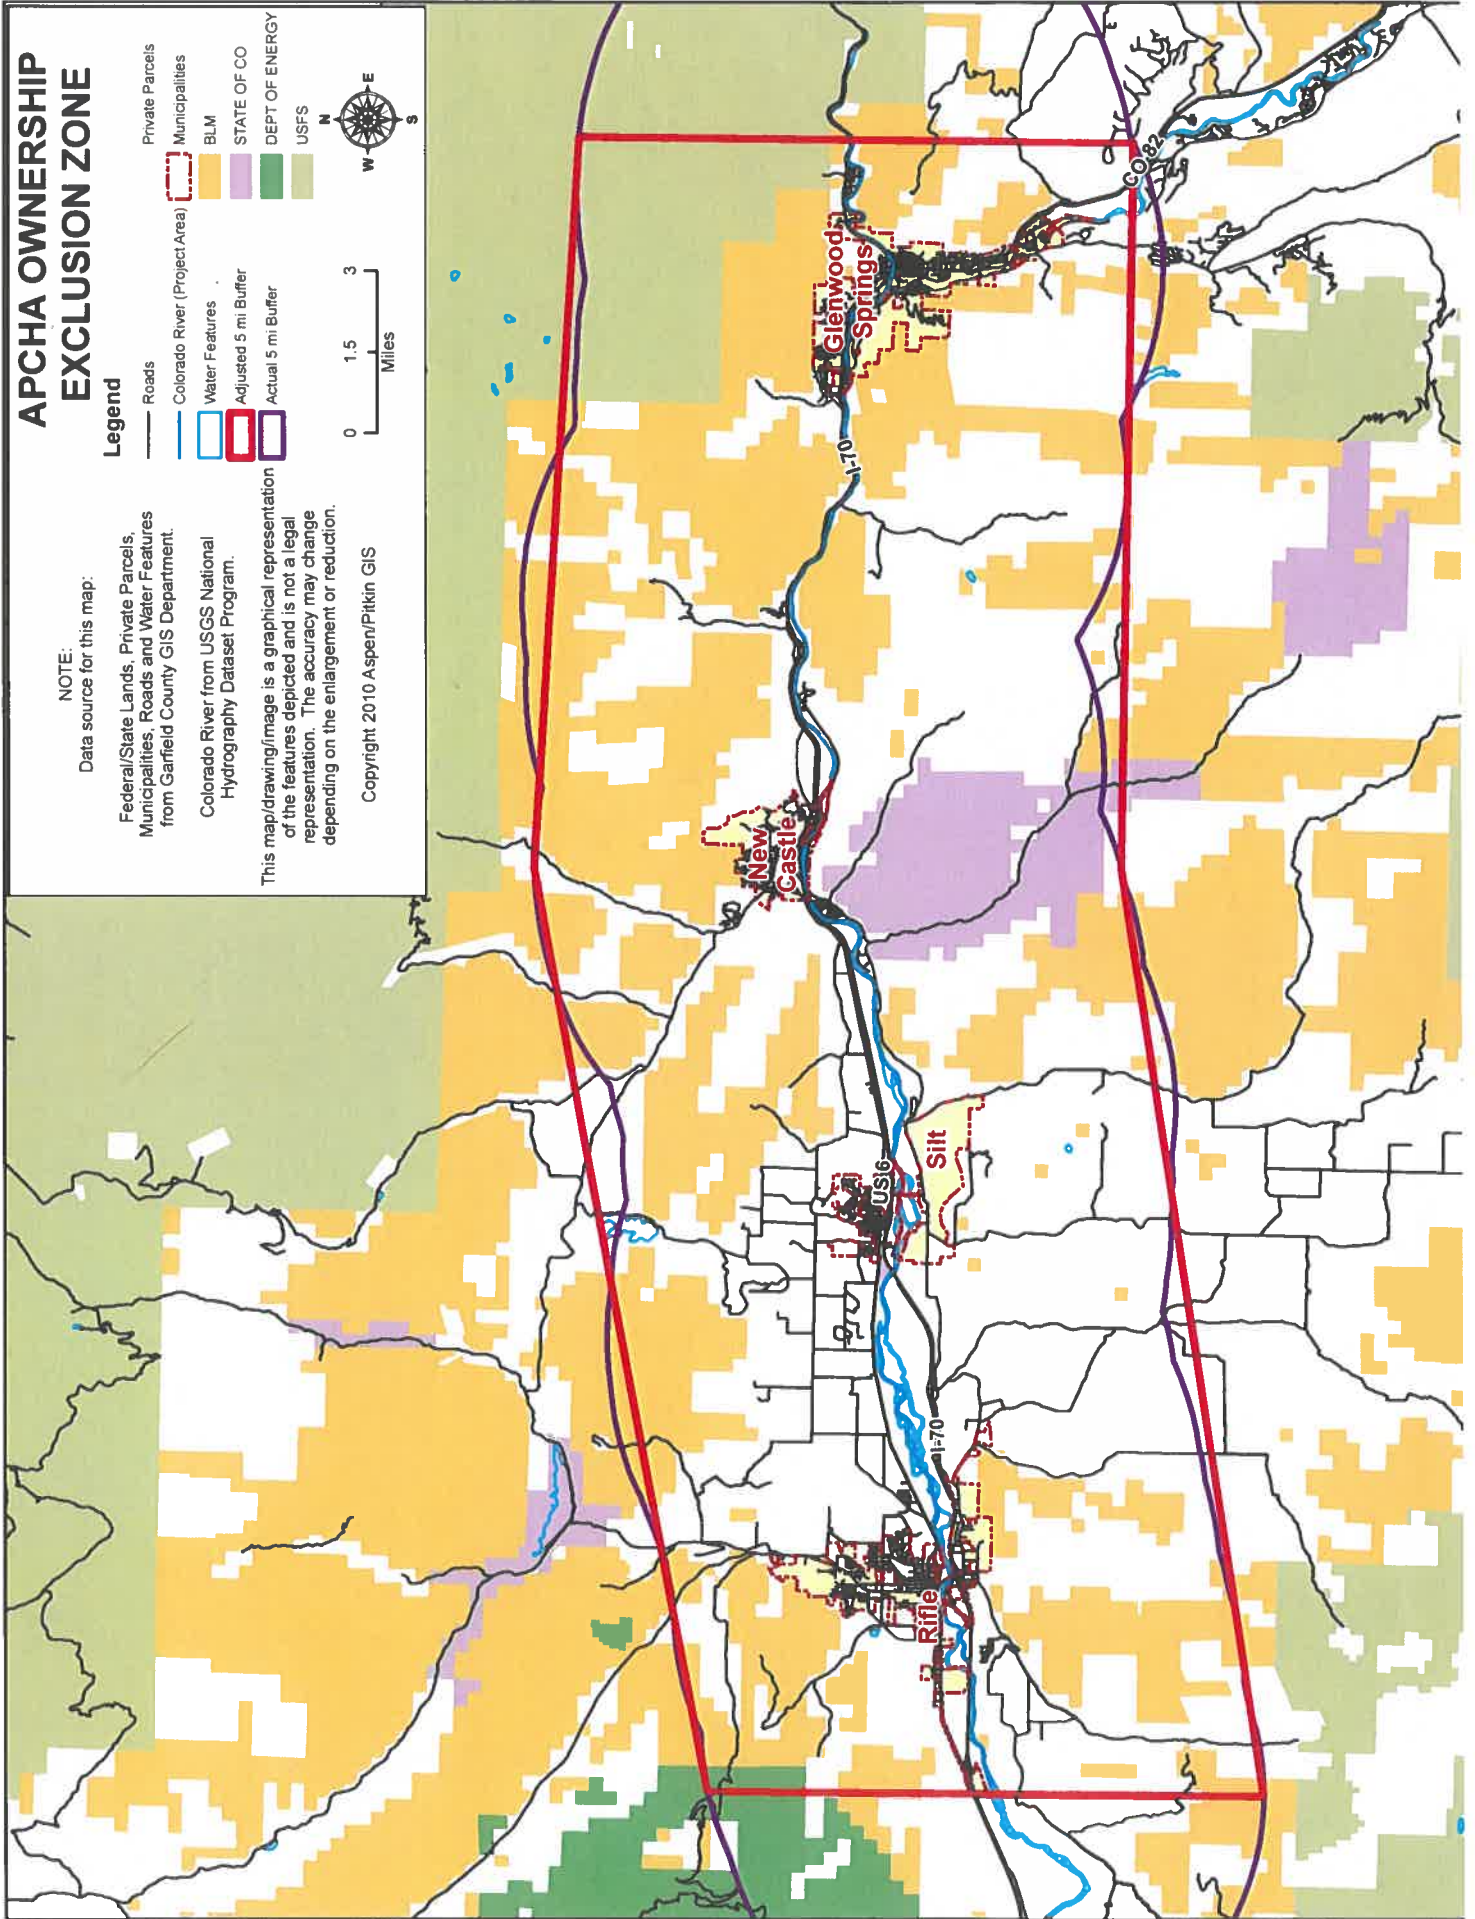 APCHA OWNERSHIP
EXCLUSION ZONE
NOTE:
Data source for this map:
Federal/State Lands, Private Parcels,
Municipalities, Roads and Water Features
from Garfield County GIS Department.
Colorado River from USGS National
Hydrography Dataset Program.
This map/drawing/image is a graphical representation
of the features depicted and is not a legal
representation. The accuracy may change
depending on the enlargement or reduction.
Copyright 2010 Aspen/Pitkin GIS
Legend
Roads
Colorado River (Project Area)
Water Features
Adjusted 5 mi Buffer
Actual 5 mi Buffer
Private Parcels
Municipalities
BLM
STATE OF CO
DEPT OF ENERGY
USFS
0 1.5 3
Miles
N
W E
S
Glenwood
Springs
CO 82
I-70
New
Castle
Silt
US 6
I-70
Rifle